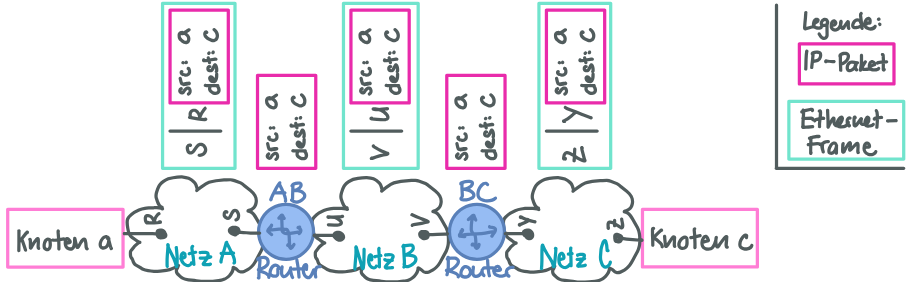 src: a
dest: c
S | R
src: a
dest: c
src: a
dest: c
V | U
src: a
dest: c
src: a
dest: c
Z | Y
Legende:
IP-Paket
Ethernet-
Frame
Knoten a
R
Netz A
S
AB
Router
U
Netz B
V
BC
Router
Y
Netz C
Z
Knoten c